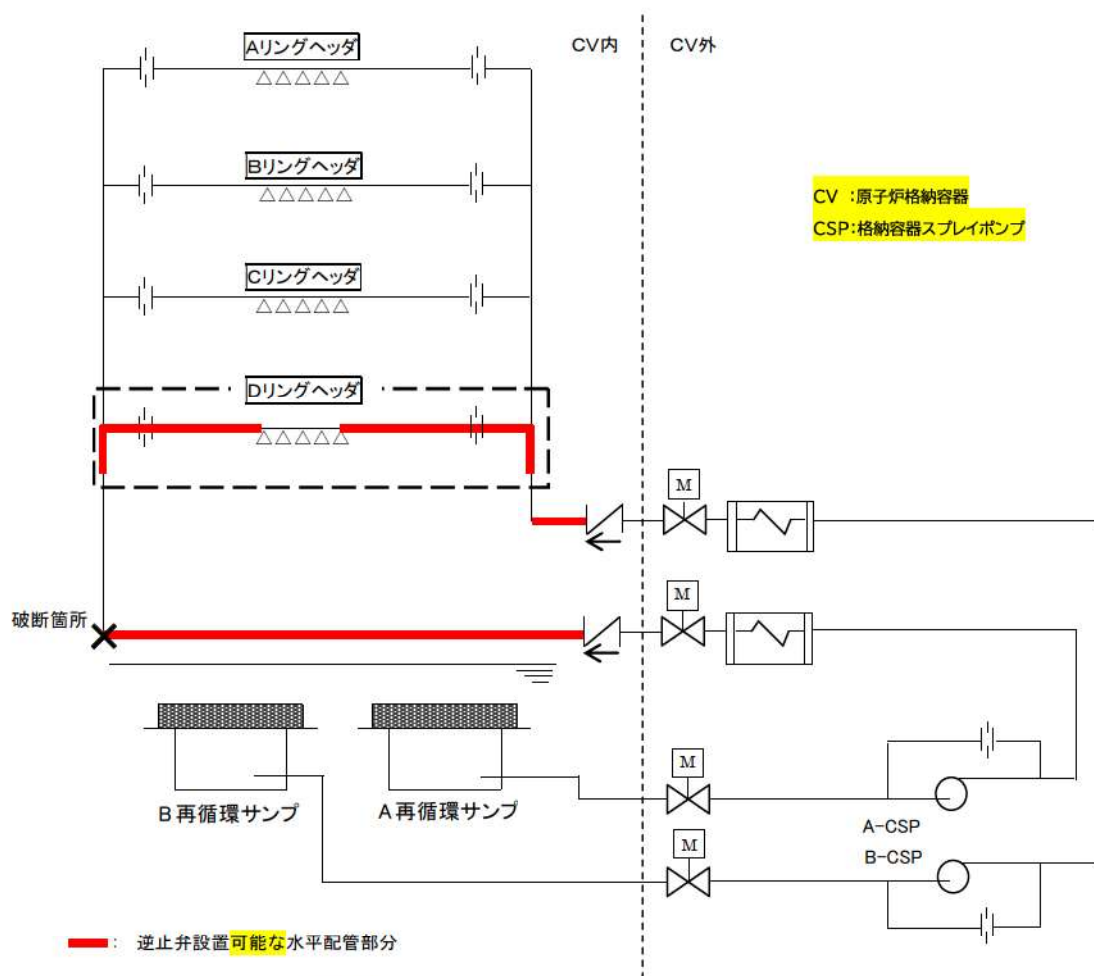 Aリングヘッダ
CV内
CV外
Bリングヘッダ
CV :原子炉格納容器
CSP:格納容器スプレイポンプ
Cリングヘッダ
Dリングヘッダ
M
M
破断箇所
M
B再循環サンプ
A再循環サンプ
A-CSP
M
B-CSP
: 逆止弁設置可能な水平配管部分